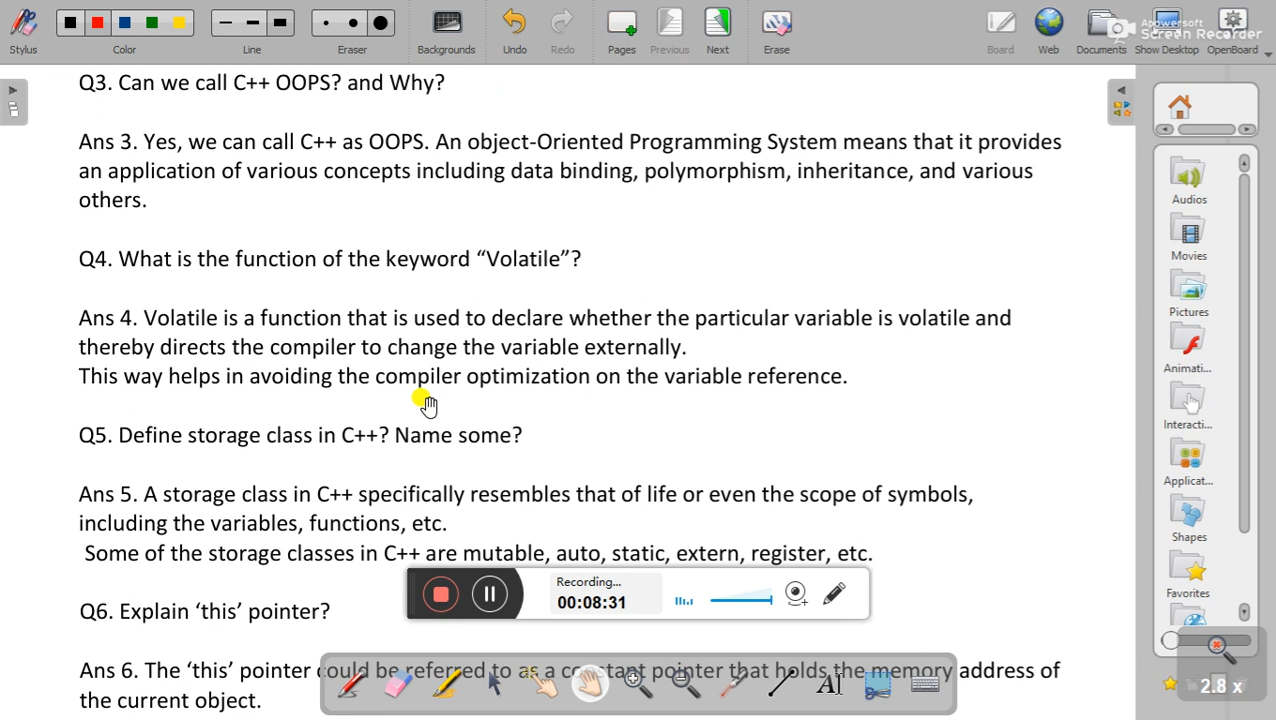 Stylus
Color
Line
Eraser
Backgrounds
Undo
Redo
Pages
Previous
Next
Erase
Board
Web
Documents
Show Desktop
OpenBoard
Apowersoft
Screen Recorder
Q3. Can we call C++ OOPS? and Why?
Ans 3. Yes, we can call C++ as OOPS. An object-Oriented Programming System means that it provides
an application of various concepts including data binding, polymorphism, inheritance, and various
others.
Q4. What is the function of the keyword “Volatile”?
Ans 4. Volatile is a function that is used to declare whether the particular variable is volatile and
thereby directs the compiler to change the variable externally.
This way helps in avoiding the compiler optimization on the variable reference.
Q5. Define storage class in C++? Name some?
Ans 5. A storage class in C++ specifically resembles that of life or even the scope of symbols,
including the variables, functions, etc.
Some of the storage classes in C++ are mutable, auto, static, extern, register, etc.
Recording...
00:08:31
Q6. Explain ‘this’ pointer?
Ans 6. The ‘this’ pointer could be referred to as a constant pointer that holds the memory address of
the current object.
AI
Audios
Movies
Pictures
Animati...
Interacti...
Applicat...
Shapes
Favorites
2.8 x